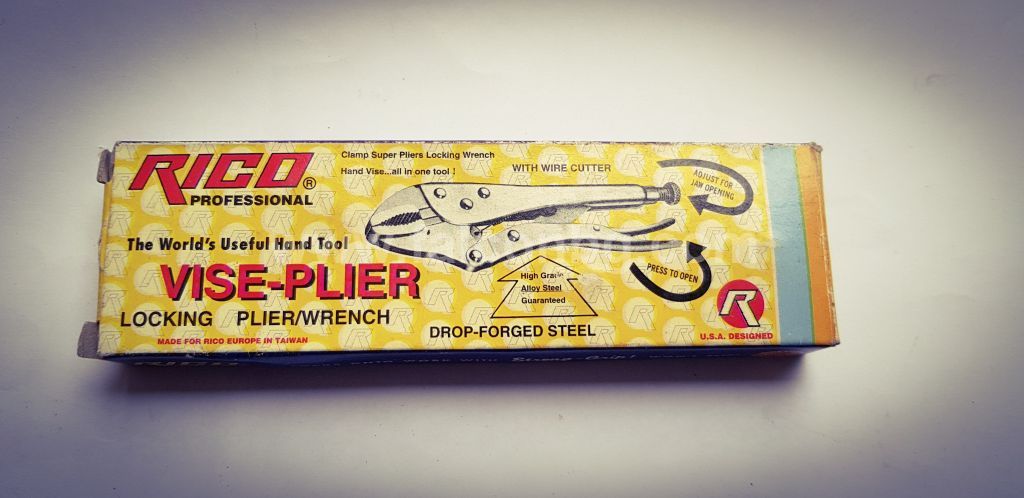 RICO®
PROFESSIONAL
Clamp Super Pliers Locking Wrench
Hand Vise...all in one tool !
WITH WIRE CUTTER
ADJUST FOR
JAW OPENING
The World's Useful Hand Tool
VISE-PLIER
LOCKING PLIER/WRENCH
MADE FOR RICO EUROPE IN TAIWAN
High Grade
Alloy Steel
Guaranteed
DROP-FORGED STEEL
PRESS TO OPEN
R
U.S.A. DESIGNED
Strong Grip!